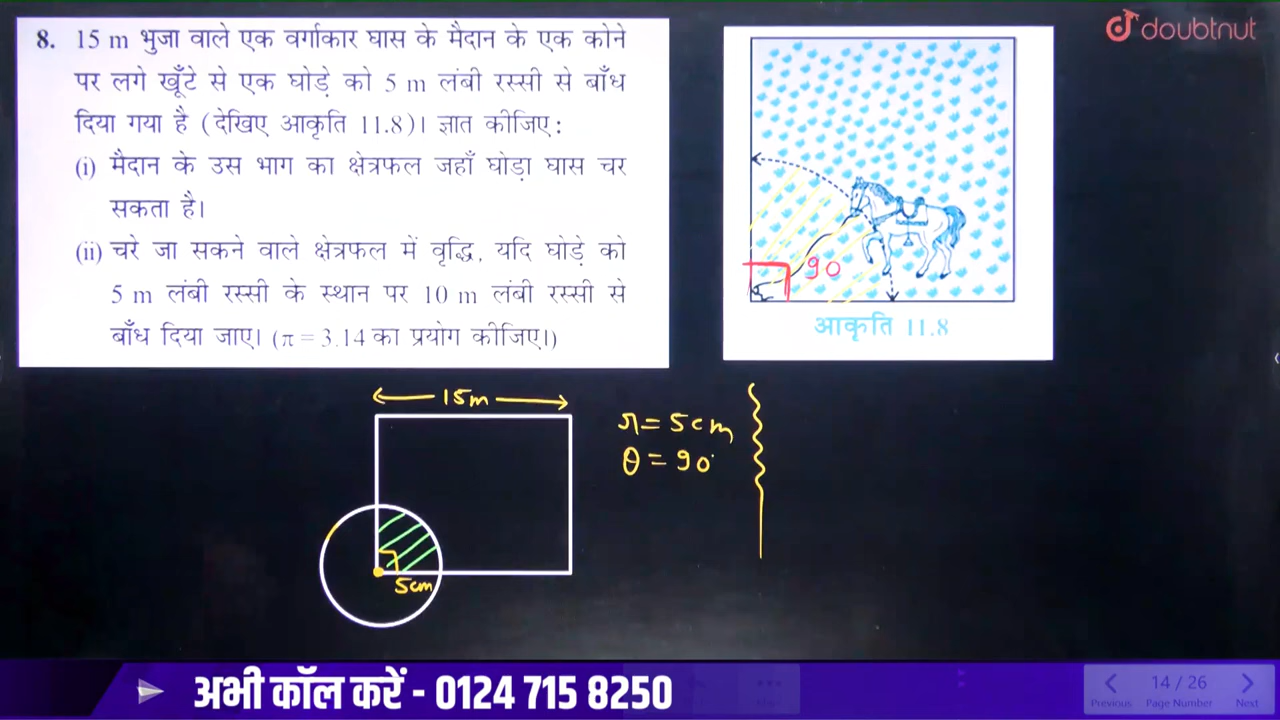 8. 15 m भुजा वाले एक वर्गाकार घास के मैदान के एक कोने
पर लगे खूँटे से एक घोड़े को 5 m लंबी रस्सी से बाँध
दिया गया है (देखिए आकृति 11.8)। ज्ञात कीजिए:
(i) मैदान के उस भाग का क्षेत्रफल जहाँ घोड़ा घास चर
सकता है।
(ii) चरे जा सकने वाले क्षेत्रफल में वृद्धि, यदि घोड़े को
5 m लंबी रस्सी के स्थान पर 10 m लंबी रस्सी से
बाँध दिया जाए। (π = 3.14 का प्रयोग कीजिए।)
doubtnut
90
आकृति 11.8
15m
r = 5cm
θ = 90°
5cm
अभी कॉल करें - 0124 715 8250
14 / 26
Previous Page Number Next